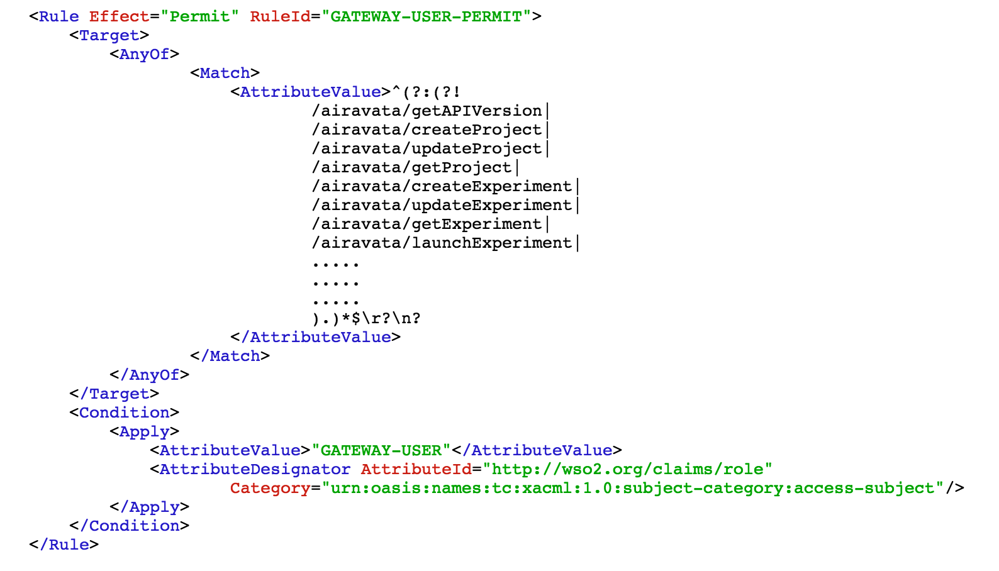 <Rule Effect="Permit" RuleId="GATEWAY-USER-PERMIT">
<Target>
<AnyOf>
<Match>
<AttributeValue>^(?:(?!
/airavata/getAPIVersion|
/airavata/createProject|
/airavata/updateProject|
/airavata/getProject|
/airavata/createExperiment|
/airavata/updateExperiment|
/airavata/getExperiment|
/airavata/launchExperiment|
.....
.....
.....
).)*$\r?\n?
</AttributeValue>
</Match>
</AnyOf>
</Target>
<Condition>
<Apply>
<AttributeValue>"GATEWAY-USER"</AttributeValue>
<AttributeDesignator AttributeId="http://wso2.org/claims/role"
Category="urn:oasis:names:tc:xacml:1.0:subject-category:access-subject"/>
</Apply>
</Condition>
</Rule>